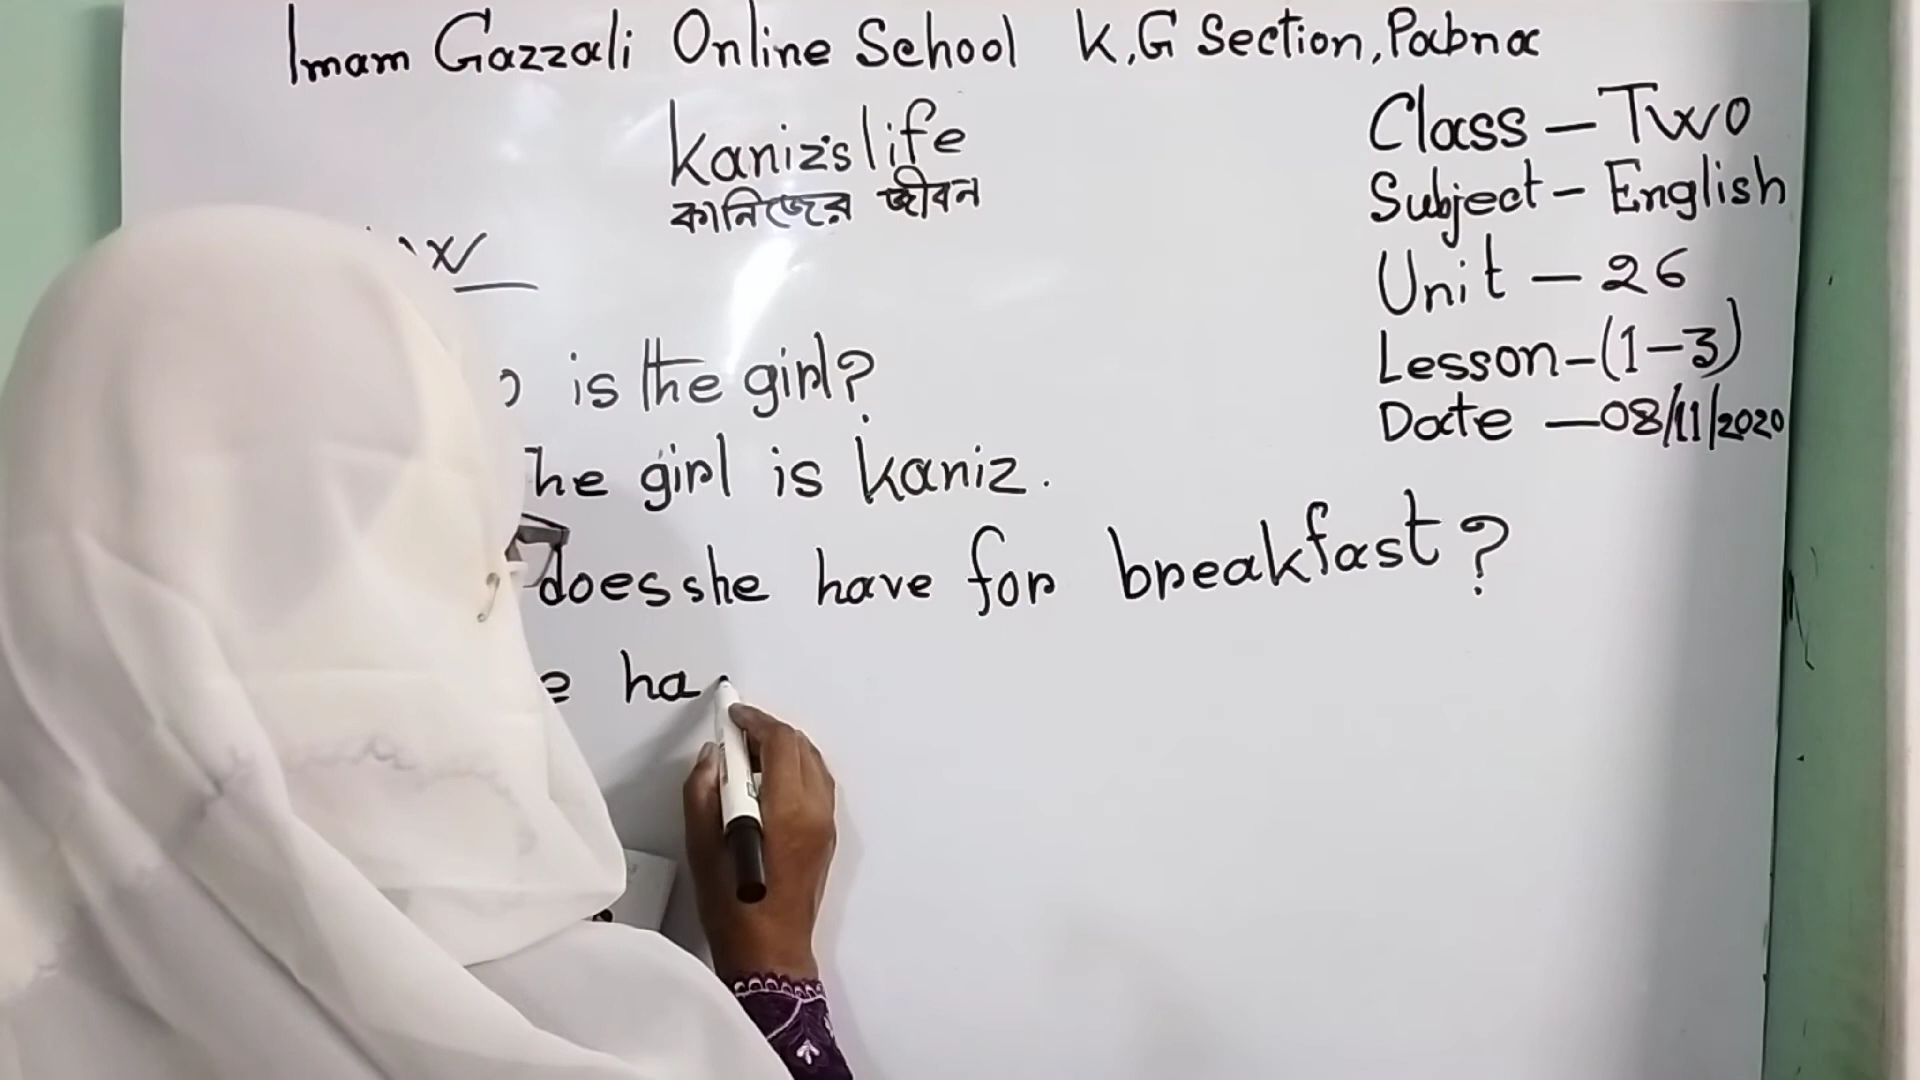 Imam Gazzali Online School K,G Section,Pabna
Kaniz's life
কানিজের জীবন
Class – Two
Subject – English
Unit – 26
Lesson – (1–3)
Date – 08/11/2020
is the girl?
The girl is Kaniz.
does she have for breakfast?
ha